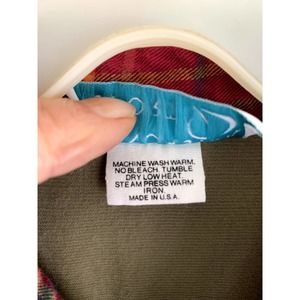 MACHINE WASH WARM.
NO BLEACH. TUMBLE
DRY LOW HEAT.
STEAM PRESS WARM
IRON.
MADE IN U.S.A.